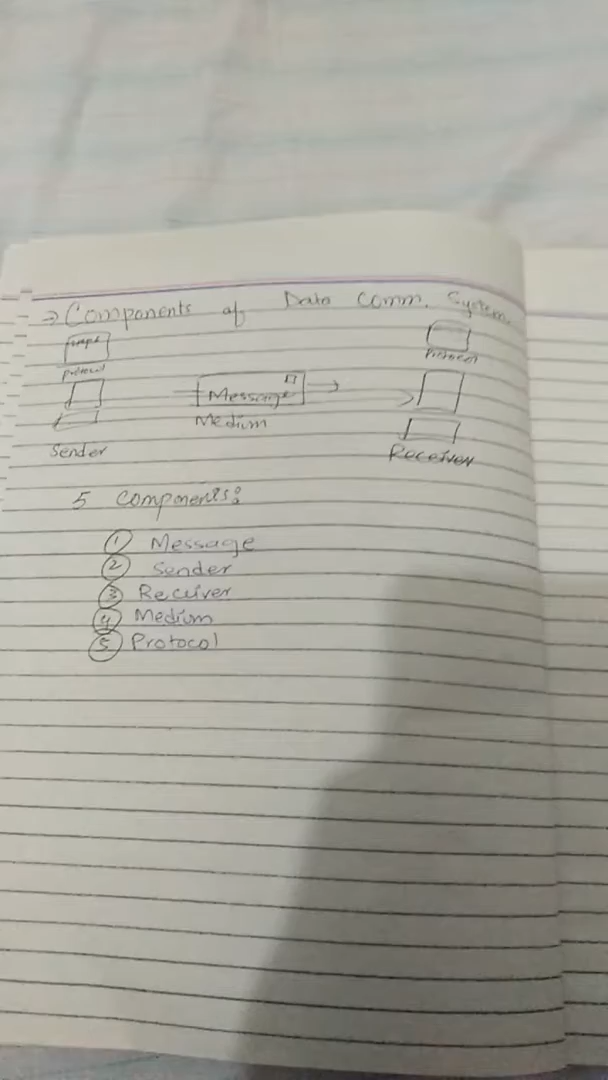 → Components of Data Comm. System.
Protocol
Protocol
Message
Medium
Sender
Receiver
5 Components:
① Message
② Sender
③ Receiver
④ Medium
⑤ Protocol